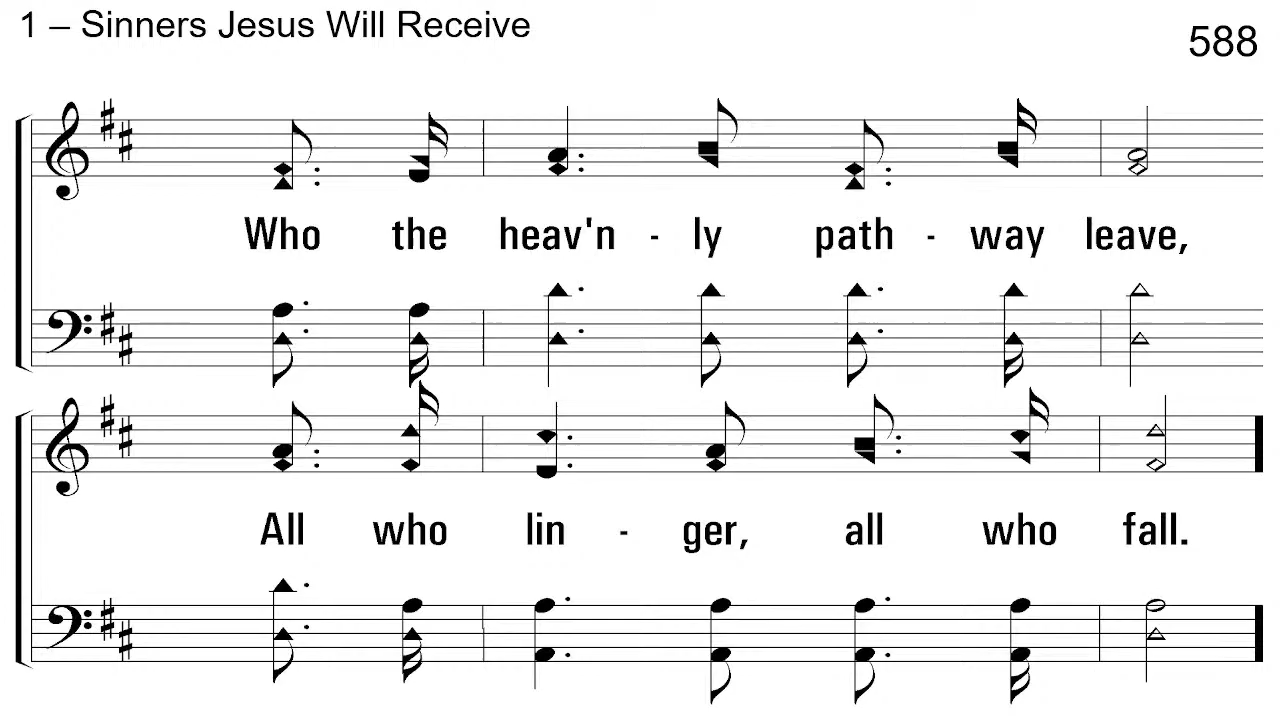 1 – Sinners Jesus Will Receive
588
Who the heav'n - ly path - way leave,
All who lin - ger, all who fall.